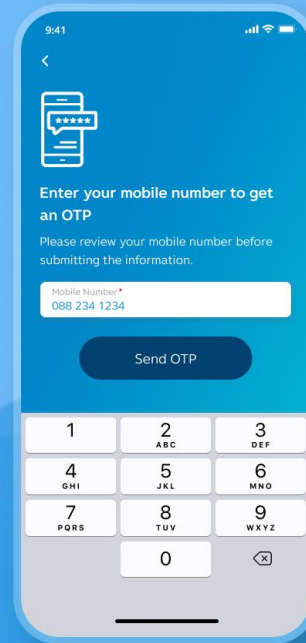 9:41
*****
Enter your mobile number to get
an OTP
Please review your mobile number before
submitting the information.
Mobile Number*
088 234 1234
Send OTP
1 2 3
ABC DEF
4 5 6
GHI JKL MNO
7 8 9
PQRS TUV WXYZ
0